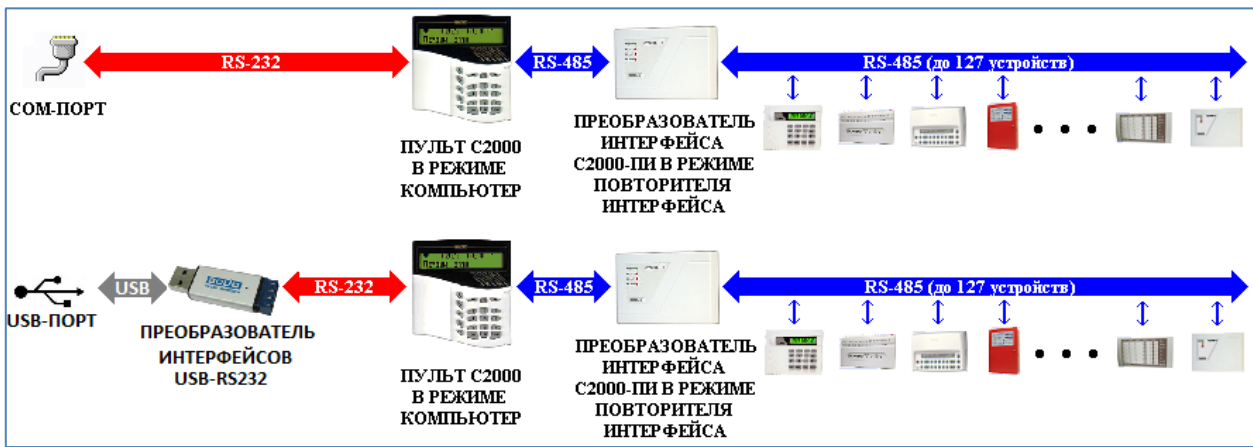 RS-232
RS-485
RS-485 (до 127 устройств)
COM-ПОРТ
ПУЛЬТ С2000
В РЕЖИМЕ
КОМПЬЮТЕР
ПРЕОБРАЗОВАТЕЛЬ
ИНТЕРФЕЙСА
С2000-ПИ В РЕЖИМЕ
ПОВТОРИТЕЛЯ
ИНТЕРФЕЙСА
USB
RS-232
RS-485
RS-485 (до 127 устройств)
USB-ПОРТ
ПРЕОБРАЗОВАТЕЛЬ
ИНТЕРФЕЙСОВ
USB-RS232
ПУЛЬТ С2000
В РЕЖИМЕ
КОМПЬЮТЕР
ПРЕОБРАЗОВАТЕЛЬ
ИНТЕРФЕЙСА
С2000-ПИ В РЕЖИМЕ
ПОВТОРИТЕЛЯ
ИНТЕРФЕЙСА